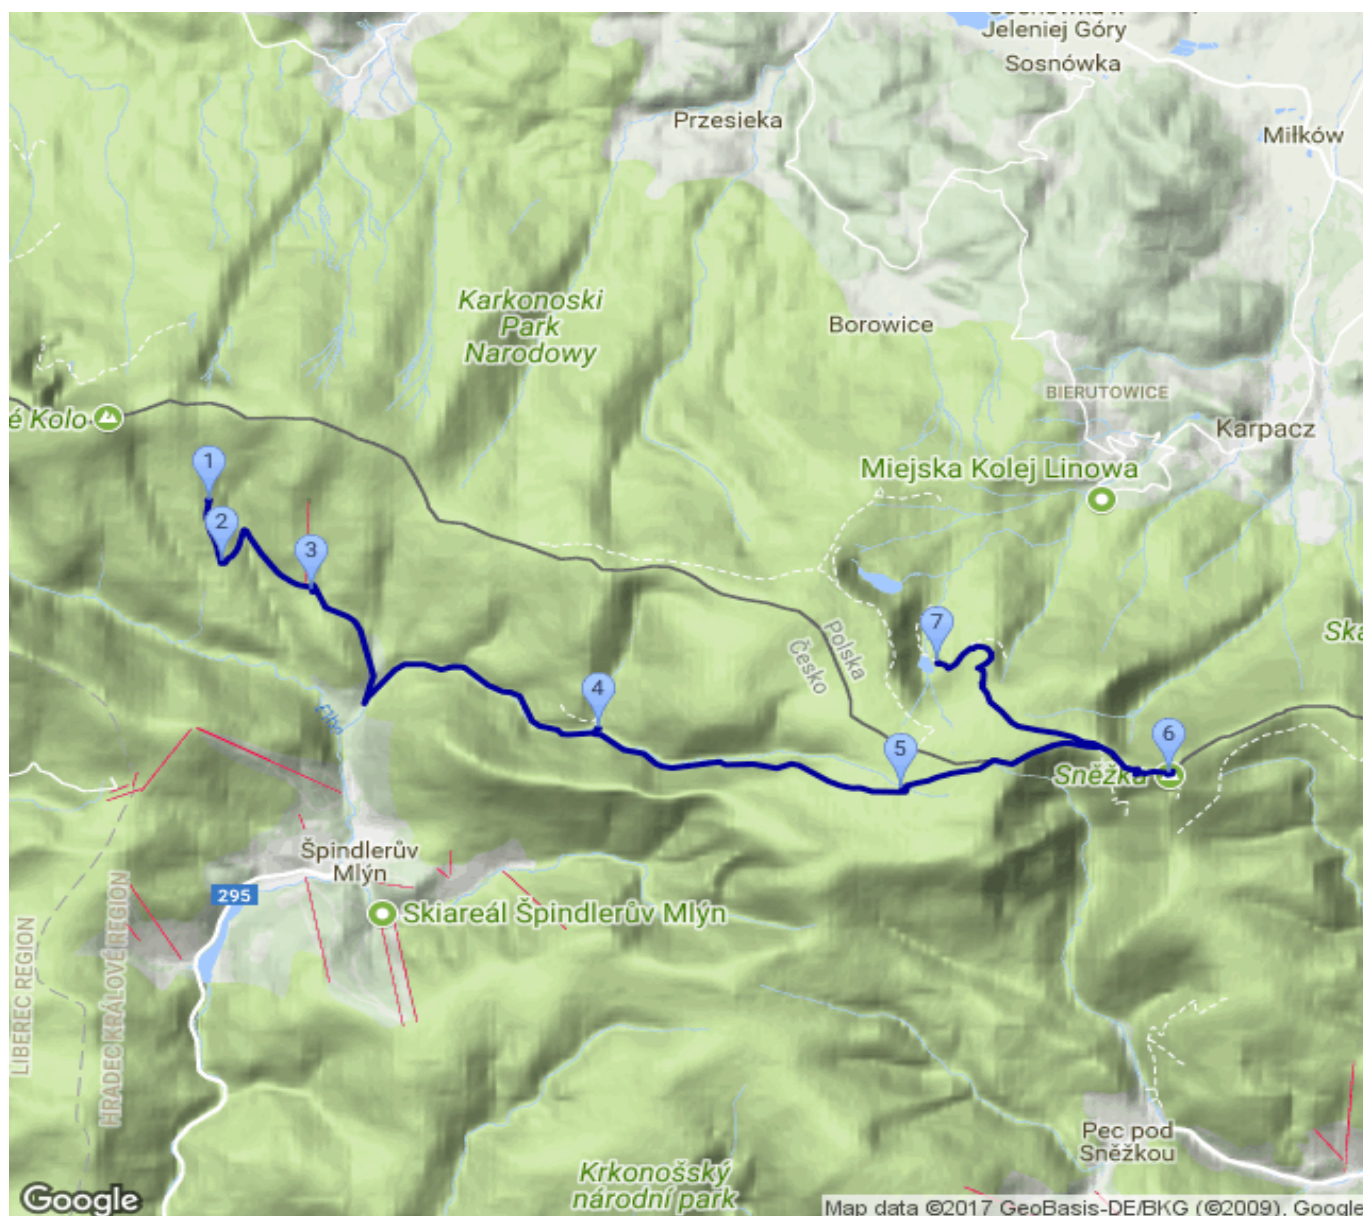 Jeleniej Góry
Sosnówka
Przesieka
Miłków
Karkonoski
Park
Narodowy
Borowice
BIERUTOWICE
é Kolo
Karpacz
Miejska Kolej Linowa
1
2
3
7
Polska
Česko
4
5
6
Sněžka
Špindlerův
Mlýn
295
Skiareál Špindlerův Mlýn
LIBEREC REGION
HRADEC KRÁLOVÉ REGION
Pec pod
Sněžkou
Krkonošský
národní park
Google
Map data ©2017 GeoBasis-DE/BKG (©2009), Google